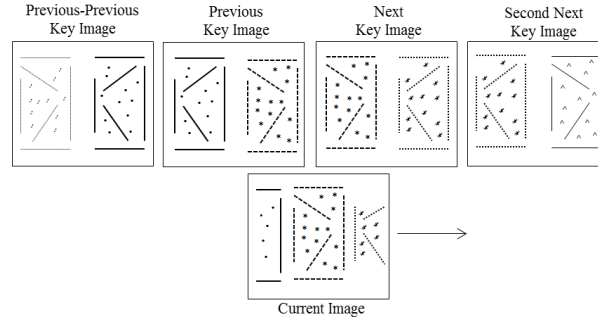 Previous-Previous
Key Image
Previous
Key Image
Next
Key Image
Second Next
Key Image
Current Image